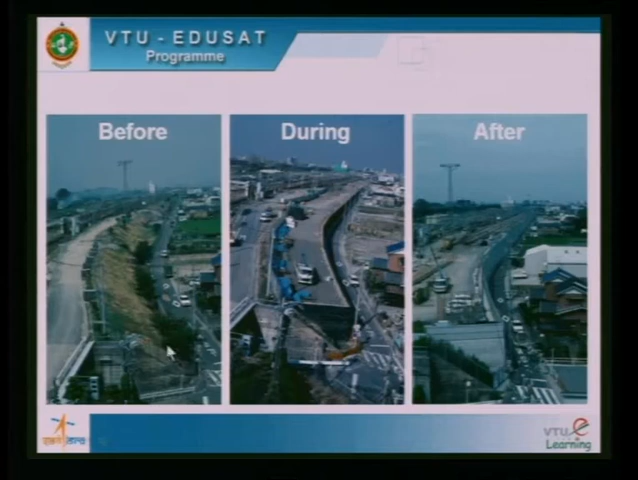 VTU - EDUSAT
Programme
Before
During
After
VTU
Learning